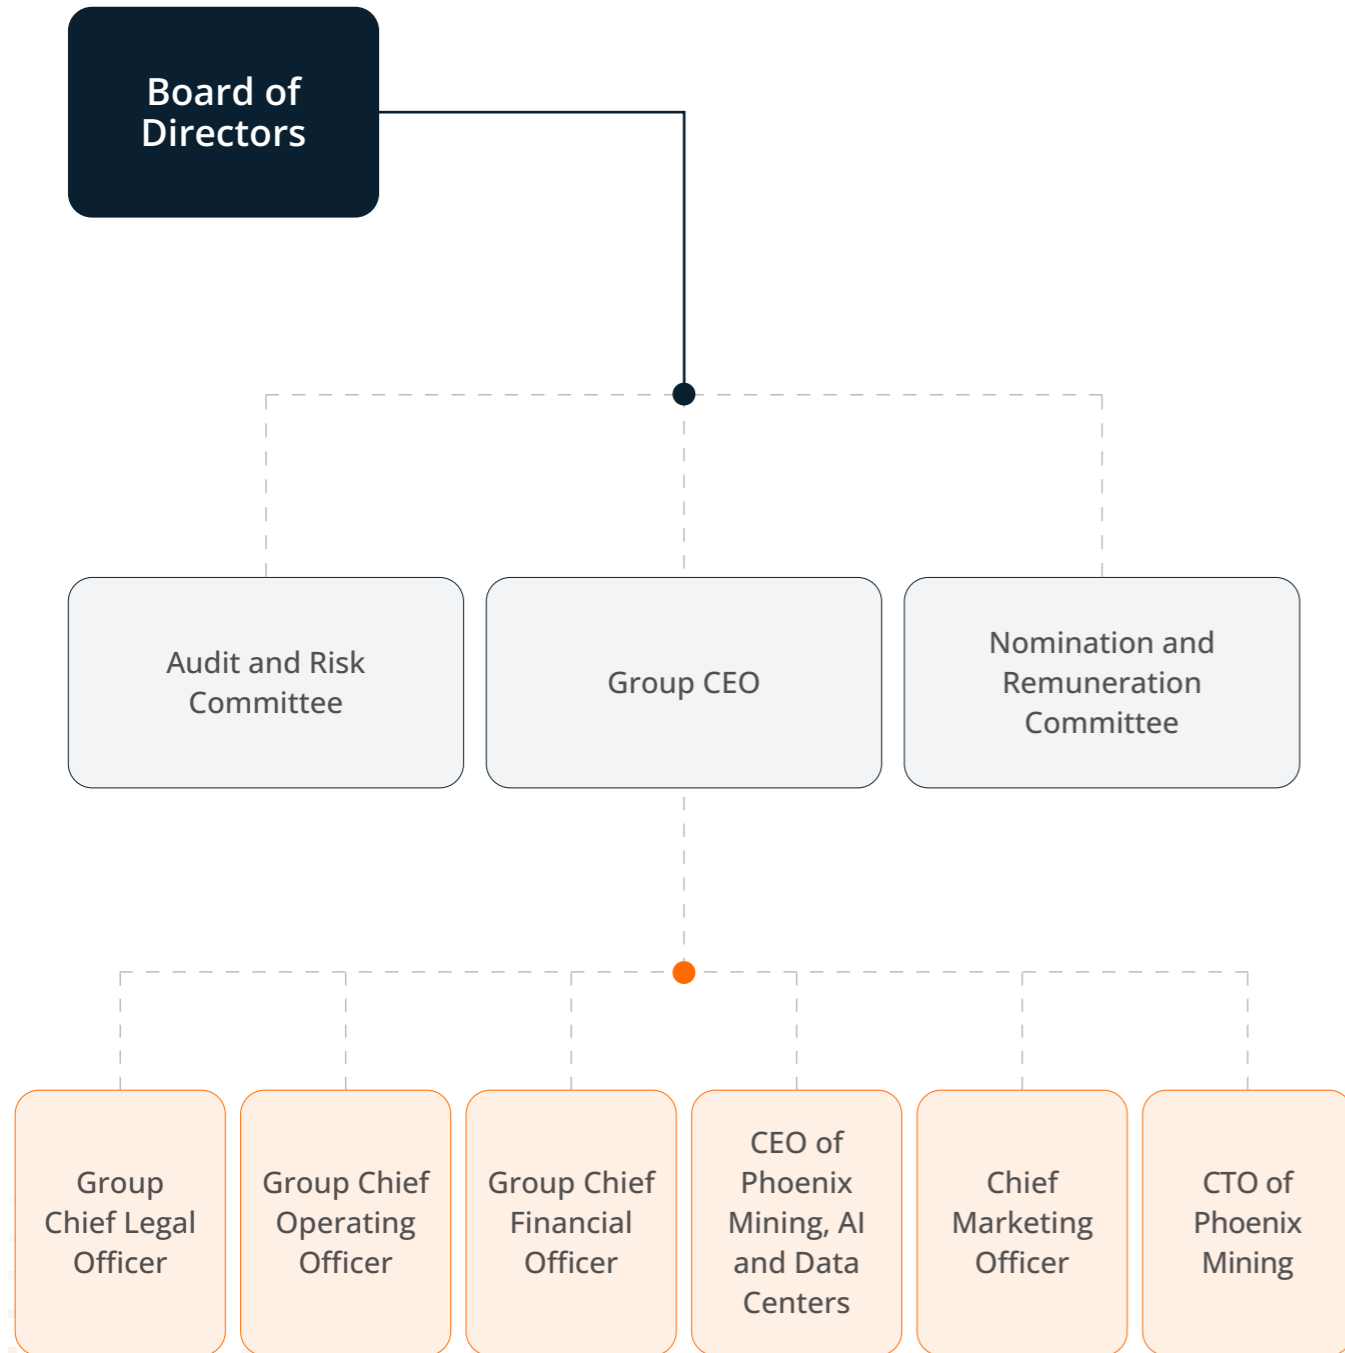 Board of
Directors
Audit and Risk
Committee
Group CEO
Nomination and
Remuneration
Committee
Group
Chief Legal
Officer
Group Chief
Operating
Officer
Group Chief
Financial
Officer
CEO of
Phoenix
Mining, AI
and Data
Centers
Chief
Marketing
Officer
CTO of
Phoenix
Mining